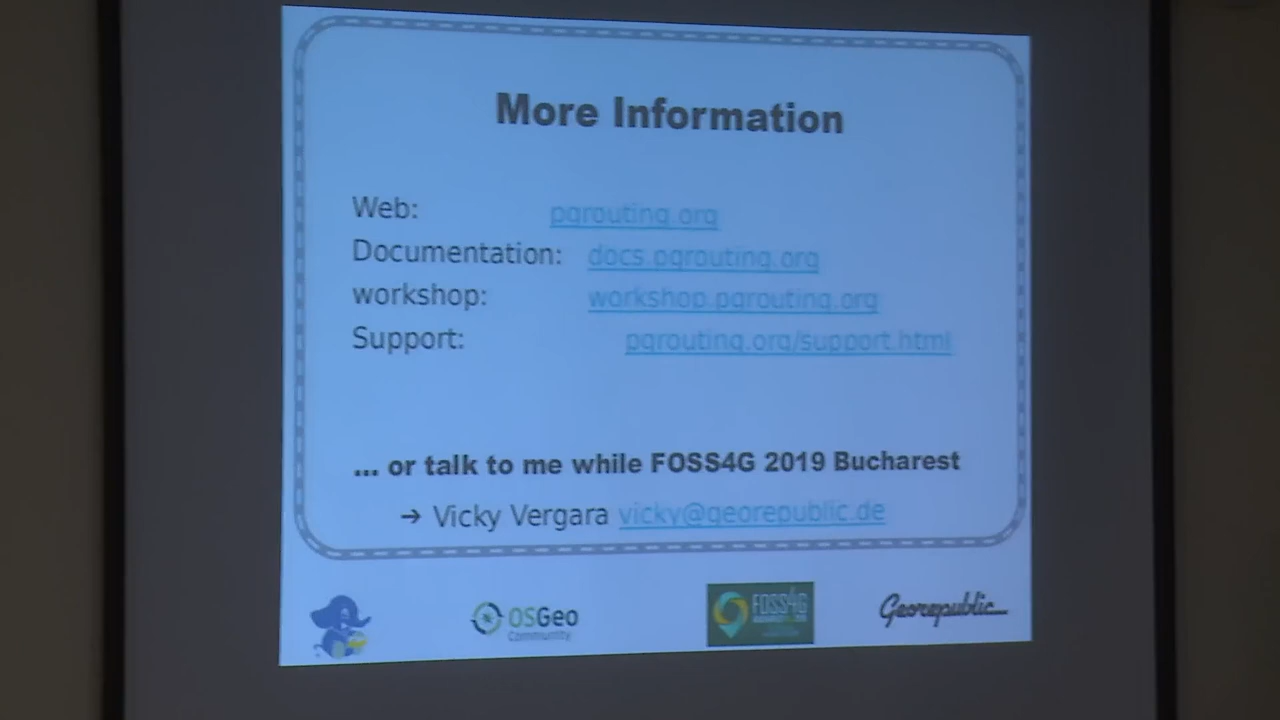 More Information
Web: pgrouting.org
Documentation: docs.pgrouting.org
workshop: workshop.pgrouting.org
Support: pgrouting.org/support.html
... or talk to me while FOSS4G 2019 Bucharest
➔ Vicky Vergara vicky@georepublic.de
OSGeo
Community
FOSS4G
Georepublic